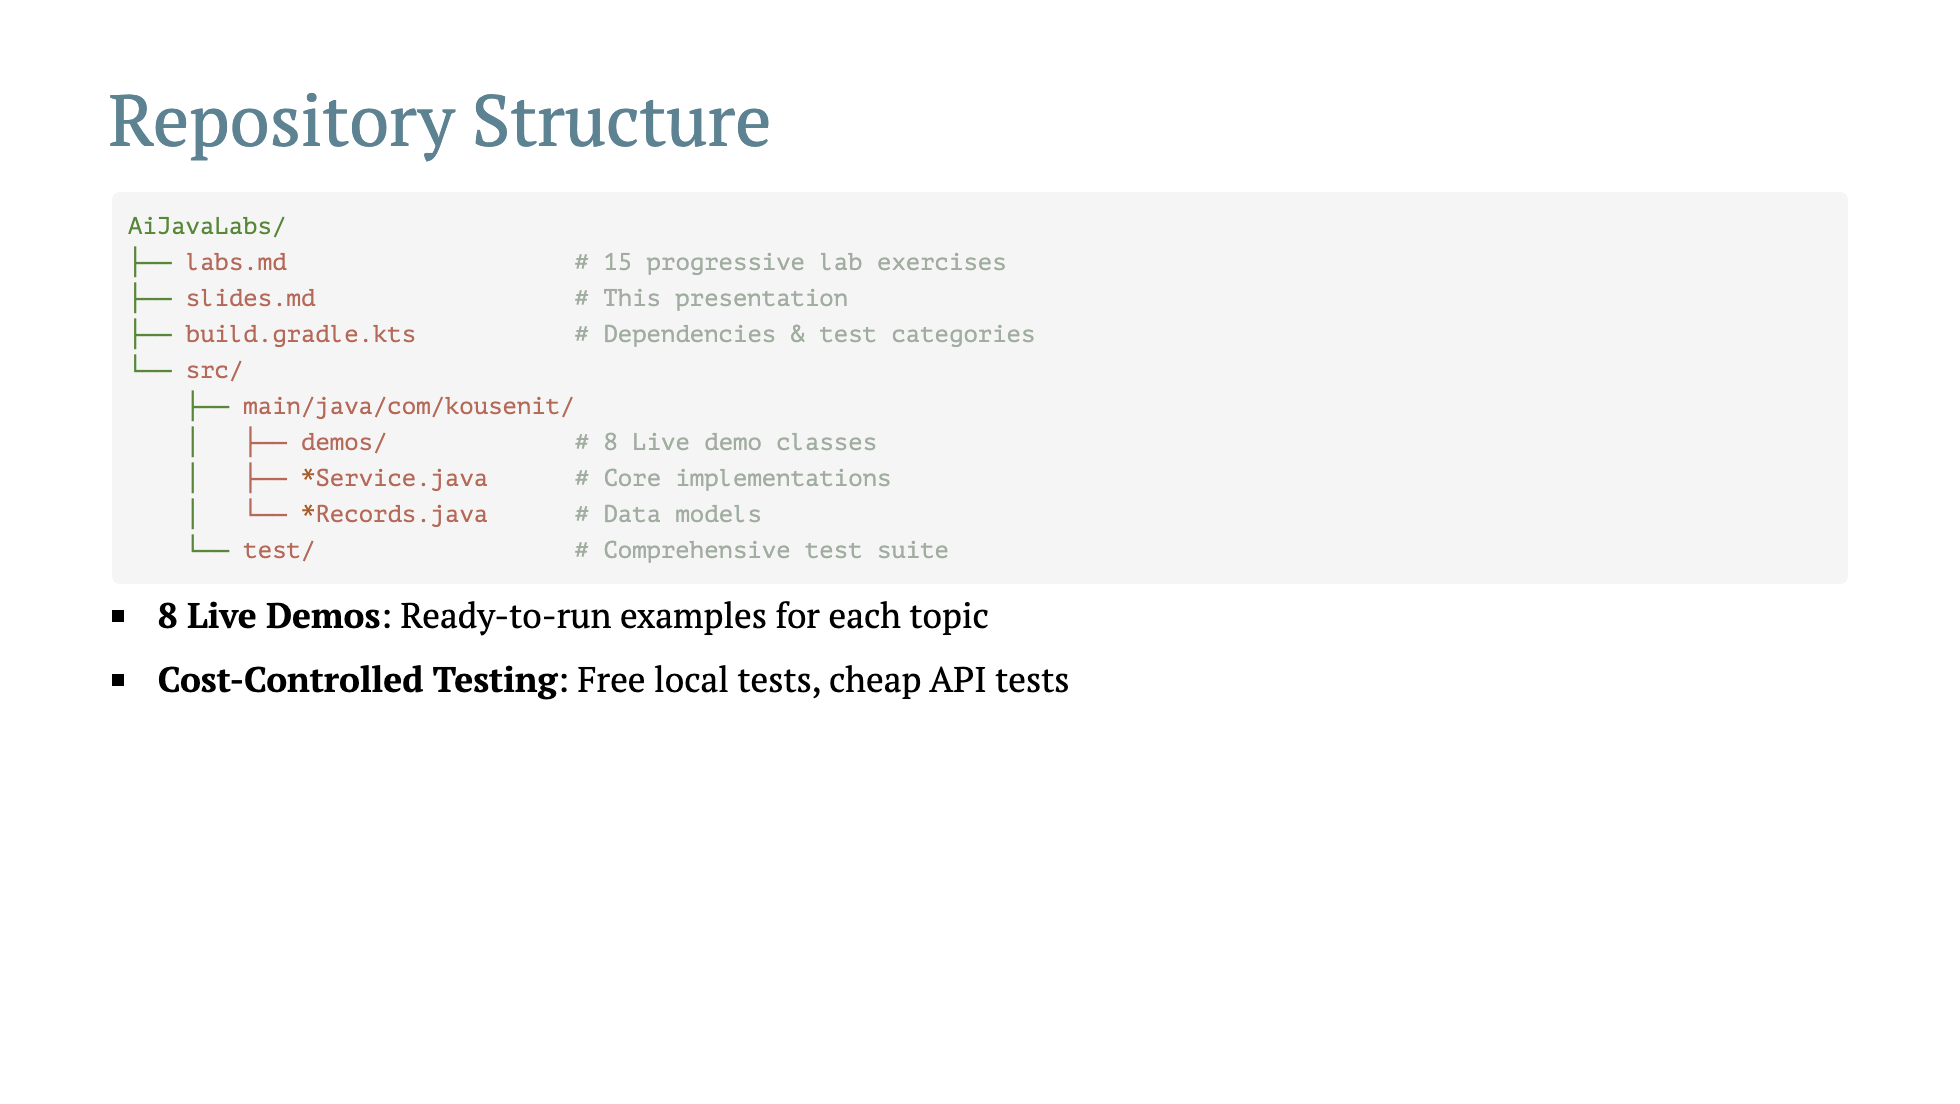 Repository Structure
AiJavaLabs/
├── labs.md                    # 15 progressive lab exercises
├── slides.md                  # This presentation
├── build.gradle.kts           # Dependencies & test categories
└── src/
    ├── main/java/com/kousenit/
    │   ├── demos/             # 8 Live demo classes
    │   ├── *Service.java      # Core implementations
    │   └── *Records.java      # Data models
    └── test/                  # Comprehensive test suite
▪ 8 Live Demos: Ready-to-run examples for each topic
▪ Cost-Controlled Testing: Free local tests, cheap API tests